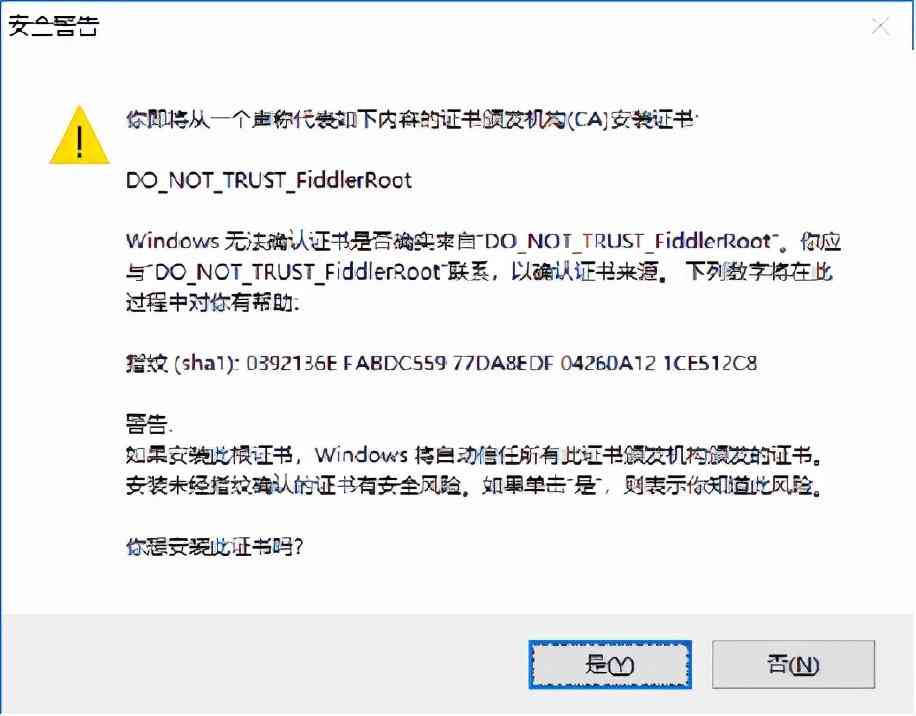 安全警告
你即将从一个声称代表如下内容的证书颁发机构(CA)安装证书:
DO_NOT_TRUST_FiddlerRoot
Windows 无法确认证书是否确实来自"DO_NOT_TRUST_FiddlerRoot"。你应
与"DO_NOT_TRUST_FiddlerRoot"联系，以确认证书来源。 下列数字将在此
过程中对你有帮助:
指纹 (sha1): 0392136E FABDC559 77DA8EDF 04260A12 1CE512C8
警告:
如果安装此根证书，Windows 将自动信任所有此证书颁发机构颁发的证书。
安装未经指纹确认的证书有安全风险。如果单击"是"，则表示你知道此风险。
你想安装此证书吗?
是(Y)
否(N)